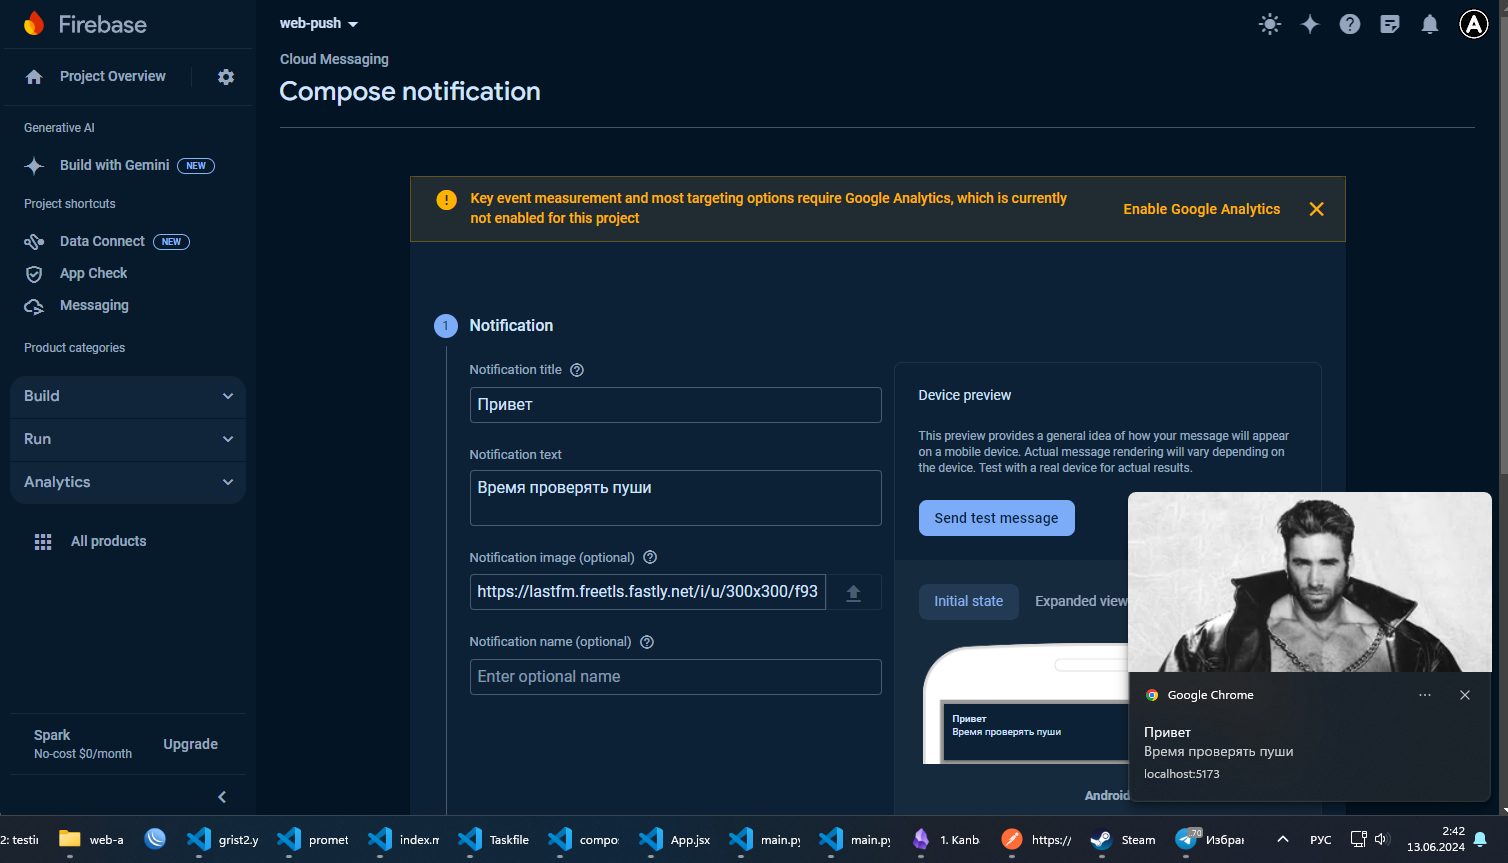 Firebase
web-push
Project Overview
Generative AI
Build with Gemini NEW
Project shortcuts
Data Connect NEW
App Check
Messaging
Product categories
Build
Run
Analytics
All products
Spark
No-cost $0/month
Upgrade
Cloud Messaging
Compose notification
A
Key event measurement and most targeting options require Google Analytics, which is currently
not enabled for this project
Enable Google Analytics
1 Notification
Notification title
Привет
Notification text
Время проверять пуши
Notification image (optional)
https://lastfm.freetls.fastly.net/i/u/300x300/f93
Notification name (optional)
Enter optional name
Device preview
This preview provides a general idea of how your message will appear
on a mobile device. Actual message rendering will vary depending on
the device. Test with a real device for actual results.
Send test message
Initial state
Expanded view
Привет
Время проверять пуши
Android
Google Chrome
Привет
Время проверять пуши
localhost:5173
2: testii web-a grist2.y promet index.m Taskfile compo App.jsx main.py main.py 1. Kanb https:// Steam 70 Избран РУС
2:42
13.06.2024